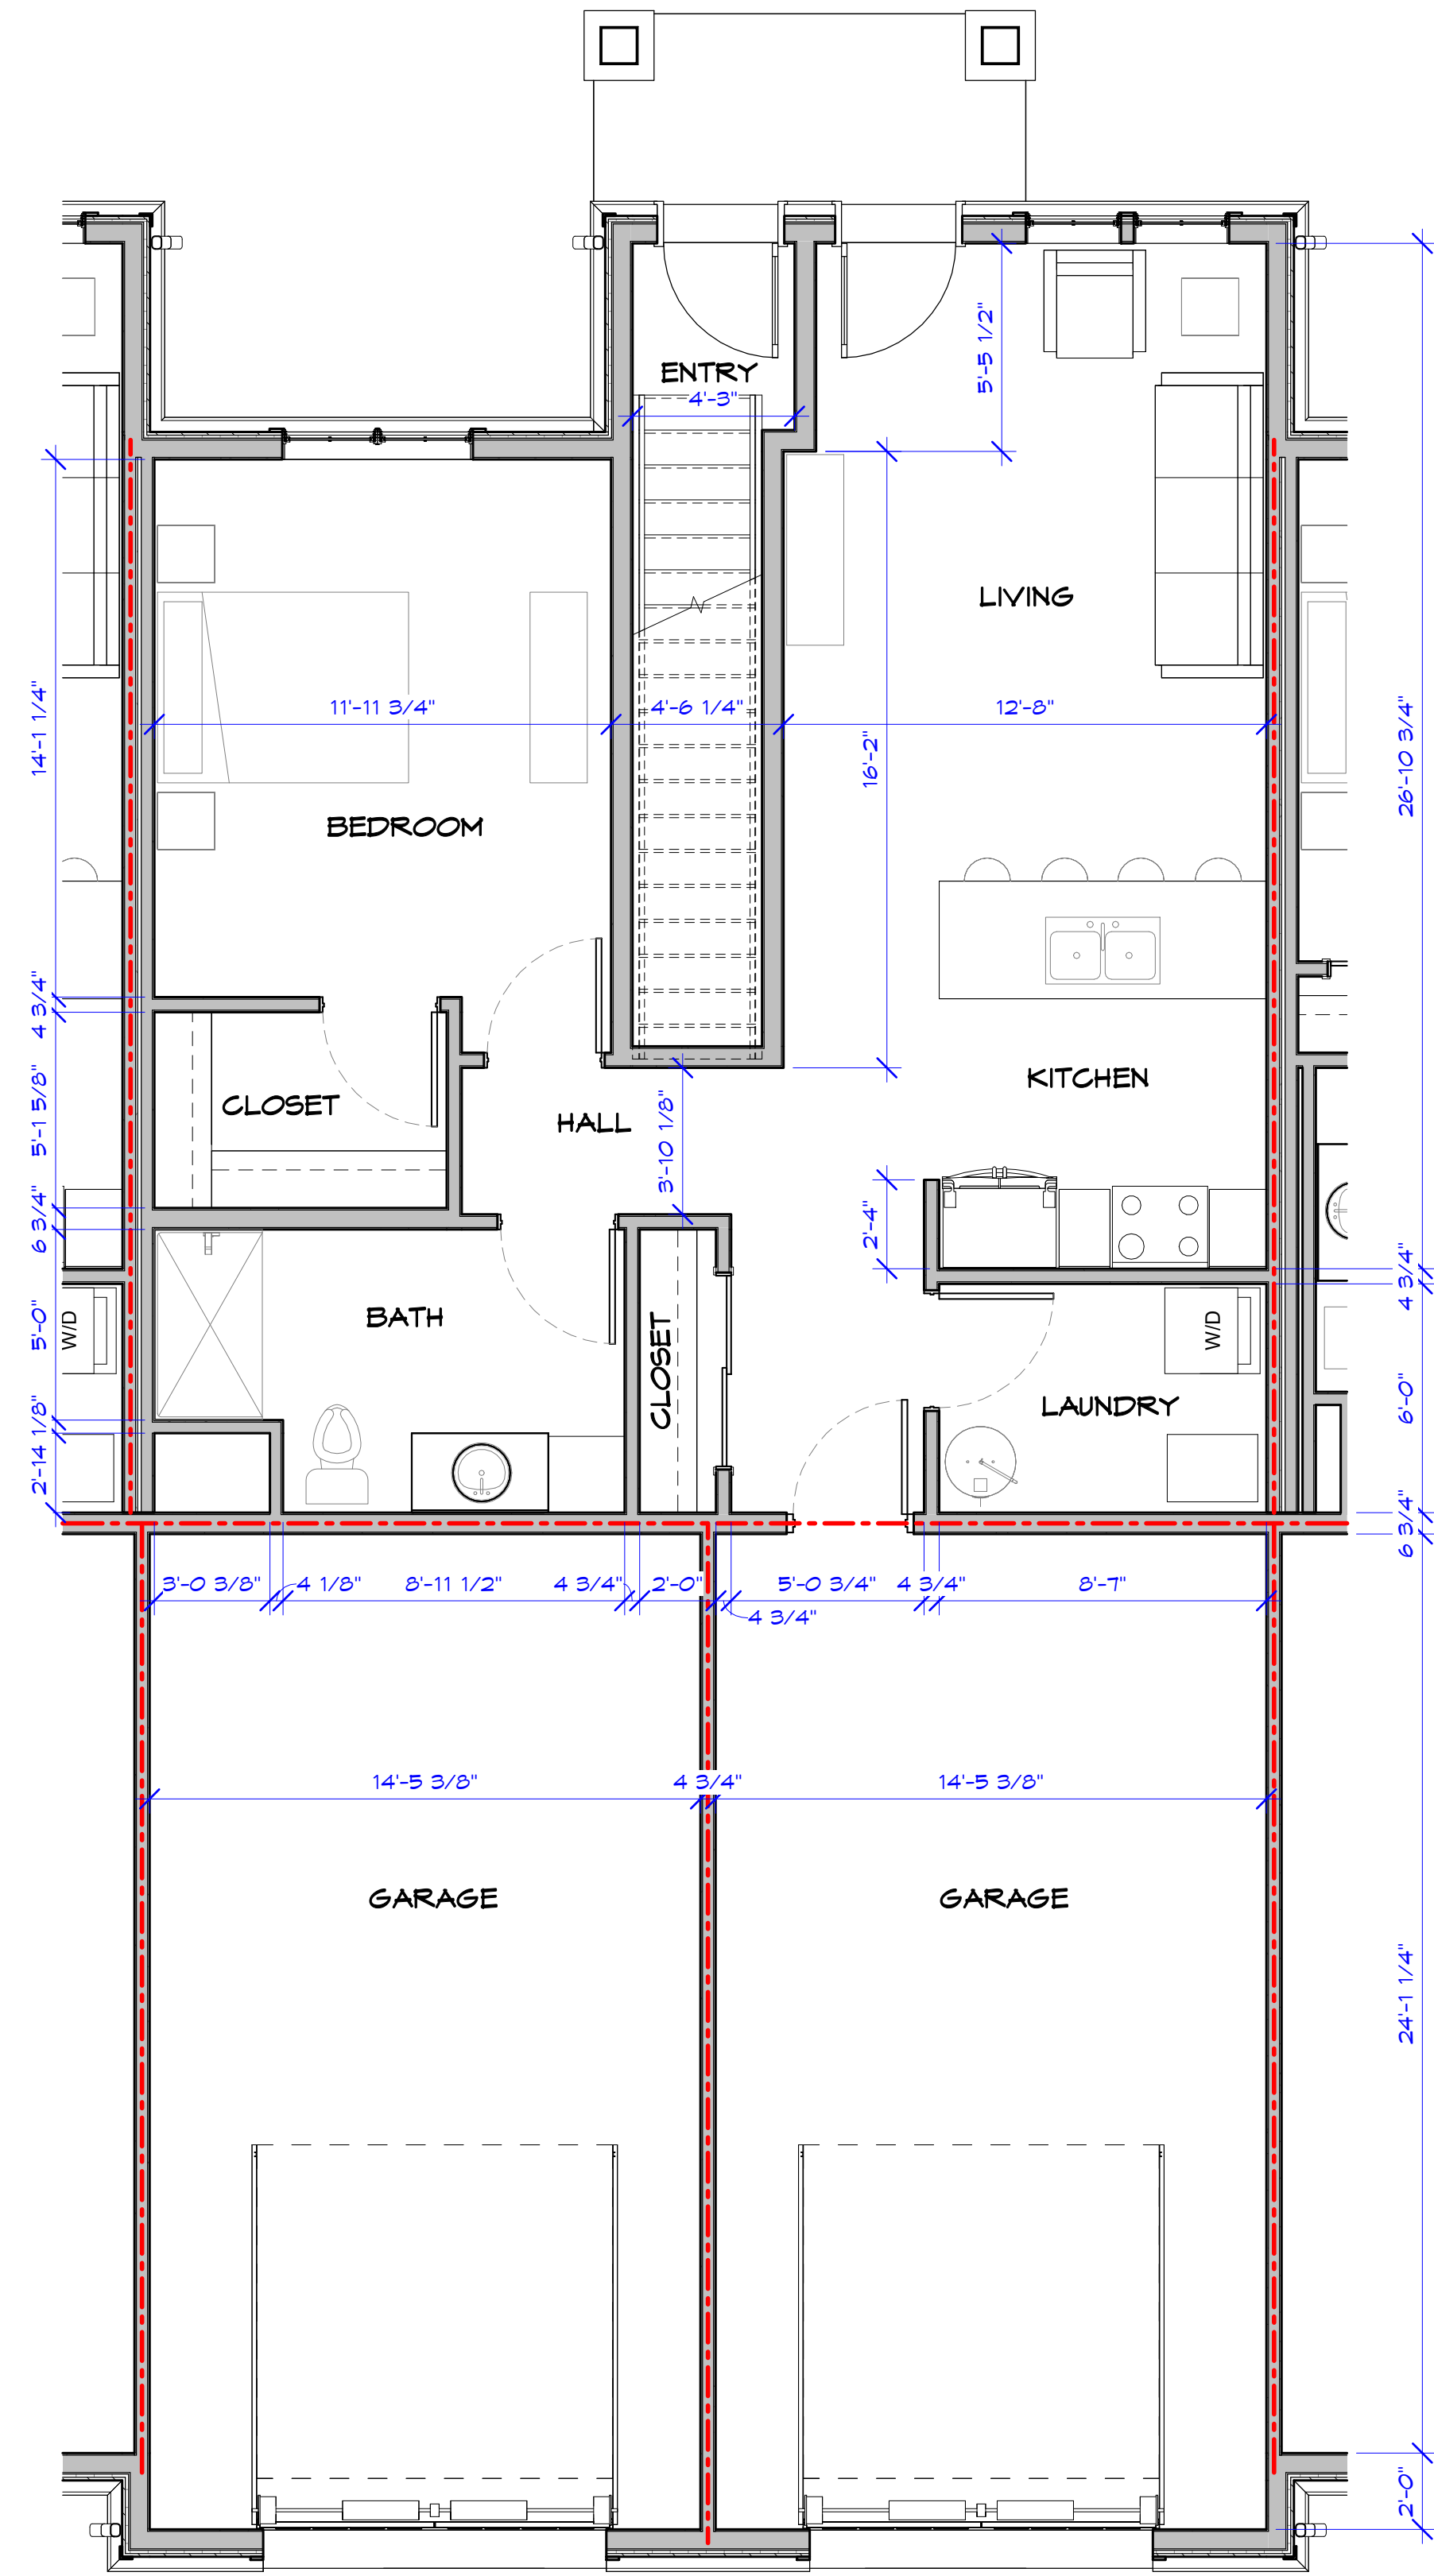 ENTRY
4'-3"
5'-5 1/2"
LIVING
14'-1 1/4"
11'-11 3/4"
4'-6 1/4"
12'-8"
16'-2"
26'-10 3/4"
BEDROOM
4 3/4"
KITCHEN
CLOSET
HALL
5'-1 5/8"
3'-10 1/8"
2'-4"
6 3/4"
4 3/4"
BATH
5'-0"
W/D
CLOSET
W/D
LAUNDRY
6'-0"
2'-14 1/8"
6 3/4"
3'-0 3/8"
4 1/8"
8'-11 1/2"
4 3/4"
2'-0"
5'-0 3/4"
4 3/4"
8'-7"
4 3/4"
14'-5 3/8"
4 3/4"
14'-5 3/8"
GARAGE
GARAGE
24'-1 1/4"
2'-0"